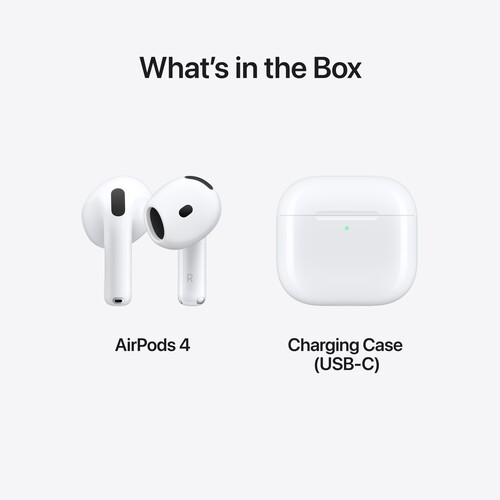 What’s in the Box
R
AirPods 4
Charging Case
(USB-C)